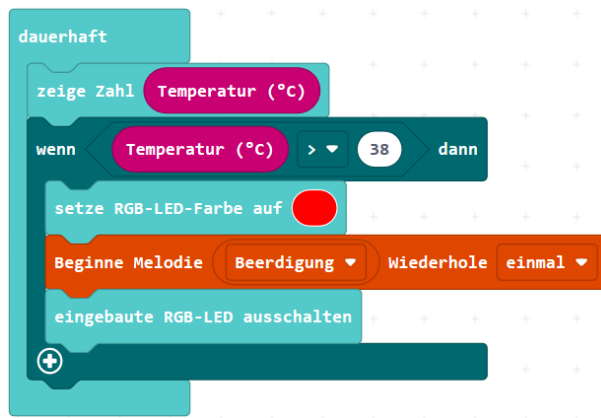 dauerhaft
zeige Zahl Temperatur (°C)
wenn Temperatur (°C) > 38 dann
setze RGB-LED-Farbe auf
Beginne Melodie Beerdigung Wiederhole einmal
eingebaute RGB-LED ausschalten